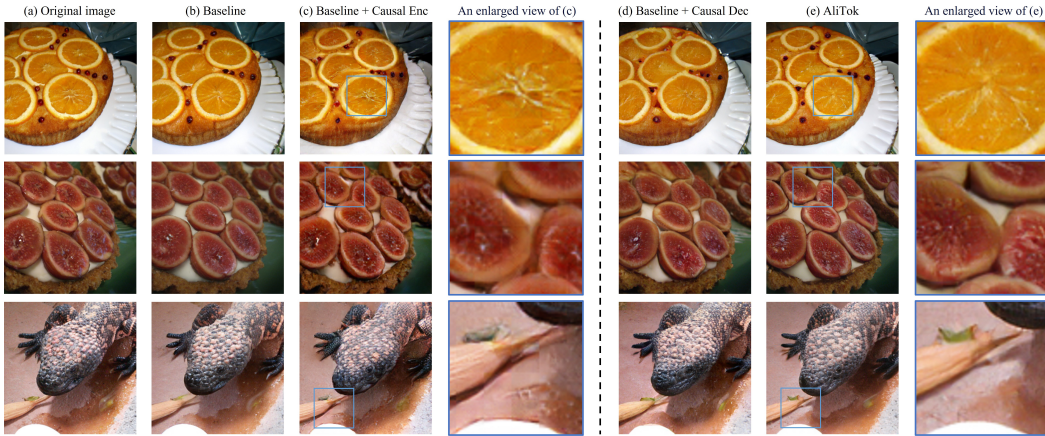 (a) Original image (b) Baseline (c) Baseline + Causal Enc An enlarged view of (c) (d) Baseline + Causal Dec (e) AliTok An enlarged view of (e)